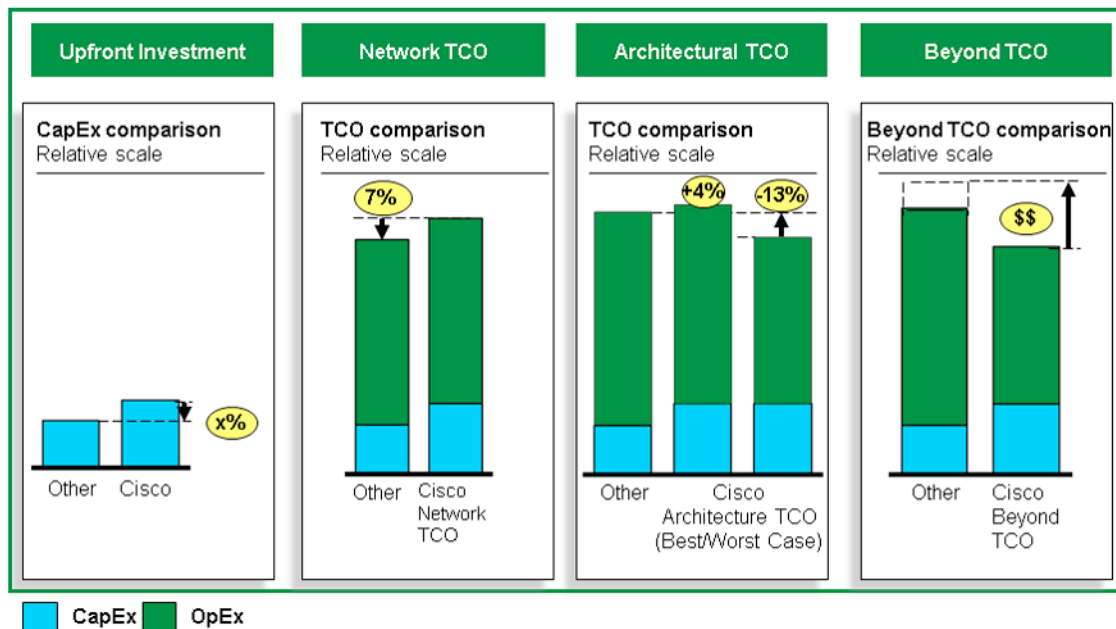 Upfront Investment
Network TCO
Architectural TCO
Beyond TCO
CapEx comparison
Relative scale
x%
Other
Cisco
TCO comparison
Relative scale
7%
Other
Cisco
Network
TCO
TCO comparison
Relative scale
+4%
-13%
Other
Cisco
Architecture TCO
(Best/Worst Case)
Beyond TCO comparison
Relative scale
$$
Other
Cisco
Beyond
TCO
CapEx
OpEx